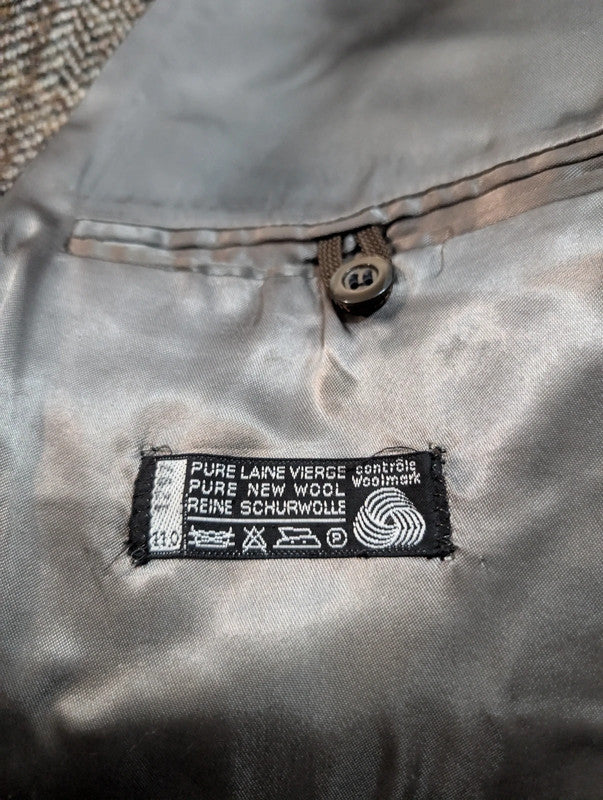 PURE LAINE VIERGE
PURE NEW WOOL
REINE SCHURWOLLE
contrôle
Woolmark
110
P